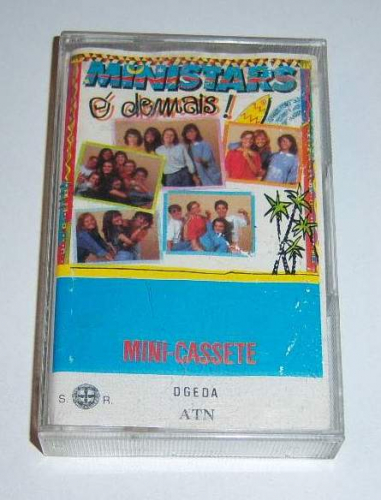 MINISTARS
é demais!
MINI-CASSETE
S. R.
OGEDA
ATN